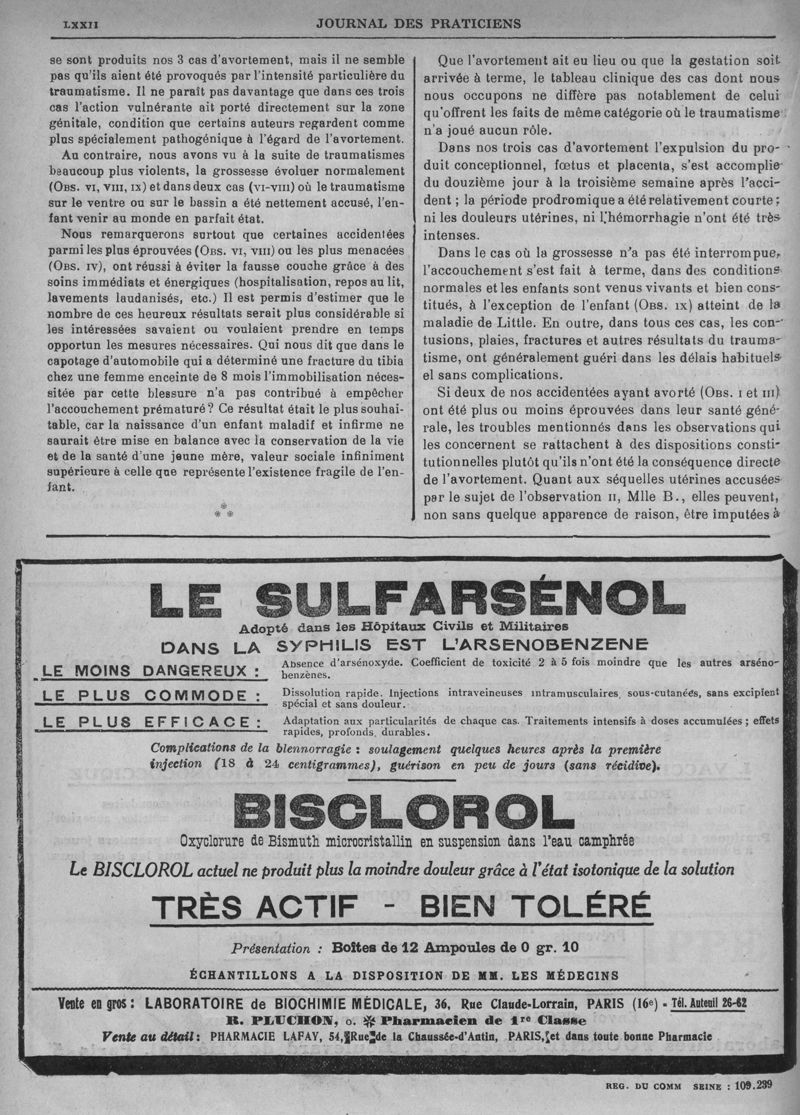 LXXII
JOURNAL DES PRATICIENS
se sont produits nos 3 cas d'avortement, mais il ne semble
pas qu'ils aient été provoqués par l'intensité particulière du
traumatisme. Il ne paraît pas davantage que dans ces trois
cas l'action vulnérante ait porté directement sur la zone
génitale, condition que certains auteurs regardent comme
plus spécialement pathogénique à l'égard de l'avortement.
Au contraire, nous avons vu à la suite de traumatismes
beaucoup plus violents, la grossesse évoluer normalement
(OBS. VI, VIII, IX) et dans deux cas (VI-VIII) où le traumatisme
sur le ventre ou sur le bassin a été nettement accusé, l'en-
fant venir au monde en parfait état.
Nous remarquerons surtout que certaines accidentées
parmi les plus éprouvées (OBS. VI, VIII) ou les plus menacées
(OBS. IV), ont réussi à éviter la fausse couche grâce à des
soins immédiats et énergiques (hospitalisation, repos au lit,
lavements laudanisés, etc.) Il est permis d'estimer que le
nombre de ces heureux résultats serait plus considérable si
les intéressées savaient ou voulaient prendre en temps
opportun les mesures nécessaires. Qui nous dit que dans le
capotage d'automobile qui a déterminé une fracture du tibia
chez une femme enceinte de 8 mois l'immobilisation néces-
sitée par cette blessure n'a pas contribué à empêcher
l'accouchement prématuré ? Ce résultat était le plus souhai-
table, car la naissance d'un enfant maladif et infirme ne
saurait être mise en balance avec la conservation de la vie
et de la santé d'une jeune mère, valeur sociale infiniment
supérieure à celle que représente l'existence fragile de l'en-
fant.
* * *
Que l'avortement ait eu lieu ou que la gestation soit
arrivée à terme, le tableau clinique des cas dont nous
nous occupons ne diffère pas notablement de celui
qu'offrent les faits de même catégorie où le traumatisme
n'a joué aucun rôle.
Dans nos trois cas d'avortement l'expulsion du pro-
duit conceptionnel, fœtus et placenta, s'est accomplie
du douzième jour à la troisième semaine après l'acci-
dent ; la période prodromique a été relativement courte ;
ni les douleurs utérines, ni l'hémorrhagie n'ont été très
intenses.
Dans le cas où la grossesse n'a pas été interrompue,
l'accouchement s'est fait à terme, dans des conditions
normales et les enfants sont venus vivants et bien cons-
titués, à l'exception de l'enfant (OBS. IX) atteint de la
maladie de Little. En outre, dans tous ces cas, les con-
tusions, plaies, fractures et autres résultats du trauma-
tisme, ont généralement guéri dans les délais habituels
el sans complications.
Si deux de nos accidentées ayant avorté (OBS. I et III)
ont été plus ou moins éprouvées dans leur santé géné-
rale, les troubles mentionnés dans les observations qui
les concernent se rattachent à des dispositions consti-
tutionnelles plutôt qu'ils n'ont été la conséquence directe
de l'avortement. Quant aux séquelles utérines accusées
par le sujet de l'observation II, Mlle B., elles peuvent,
non sans quelque apparence de raison, être imputées à
LE SULFARSÉNOL
Adopté dans les Hôpitaux Civils et Militaires
DANS LA SYPHILIS EST L'ARSENOBENZENE
LE MOINS DANGEREUX : Absence d'arsénoxyde. Coefficient de toxicité 2 à 5 fois moindre que les autres arséno-
benzènes.
LE PLUS COMMODE : Dissolution rapide. Injections intraveineuses intramusculaires, sous-cutanées, sans excipient
spécial et sans douleur.
LE PLUS EFFICACE : Adaptation aux particularités de chaque cas. Traitements intensifs à doses accumulées ; effets
rapides, profonds, durables.
Complications de la blennorragie : soulagement quelques heures après la première
injection (18 à 24 centigrammes), guérison en peu de jours (sans récidive).
BISCLOROL
Oxyclorure de Bismuth microcristallin en suspension dans l'eau camphrée
Le BISCLOROL actuel ne produit plus la moindre douleur grâce à l'état isotonique de la solution
TRÈS ACTIF - BIEN TOLÉRÉ
Présentation : Boîtes de 12 Ampoules de 0 gr. 10
ÉCHANTILLONS A LA DISPOSITION DE MM. LES MÉDECINS
Vente en gros : LABORATOIRE de BIOCHIMIE MÉDICALE, 36, Rue Claude-Lorrain, PARIS (16e) - Tél. Auteuil 26-62
R. PLUCHON, O. ✻ Pharmacien de 1re Classe
Vente au détail : PHARMACIE LAFAY, 54, Rue de la Chaussée-d'Antin, PARIS, et dans toute bonne Pharmacie
REG. DU COMM SEINE : 109.239